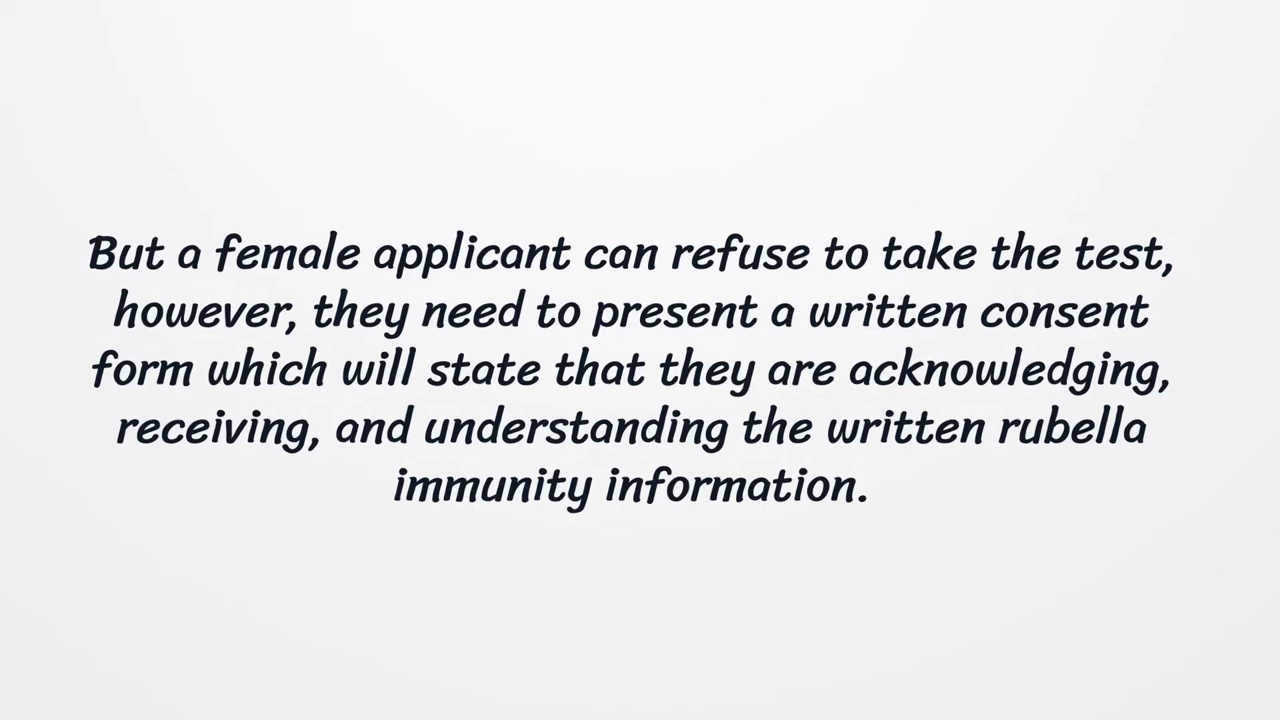 But a female applicant can refuse to take the test,
however, they need to present a written consent
form which will state that they are acknowledging,
receiving, and understanding the written rubella
immunity information.